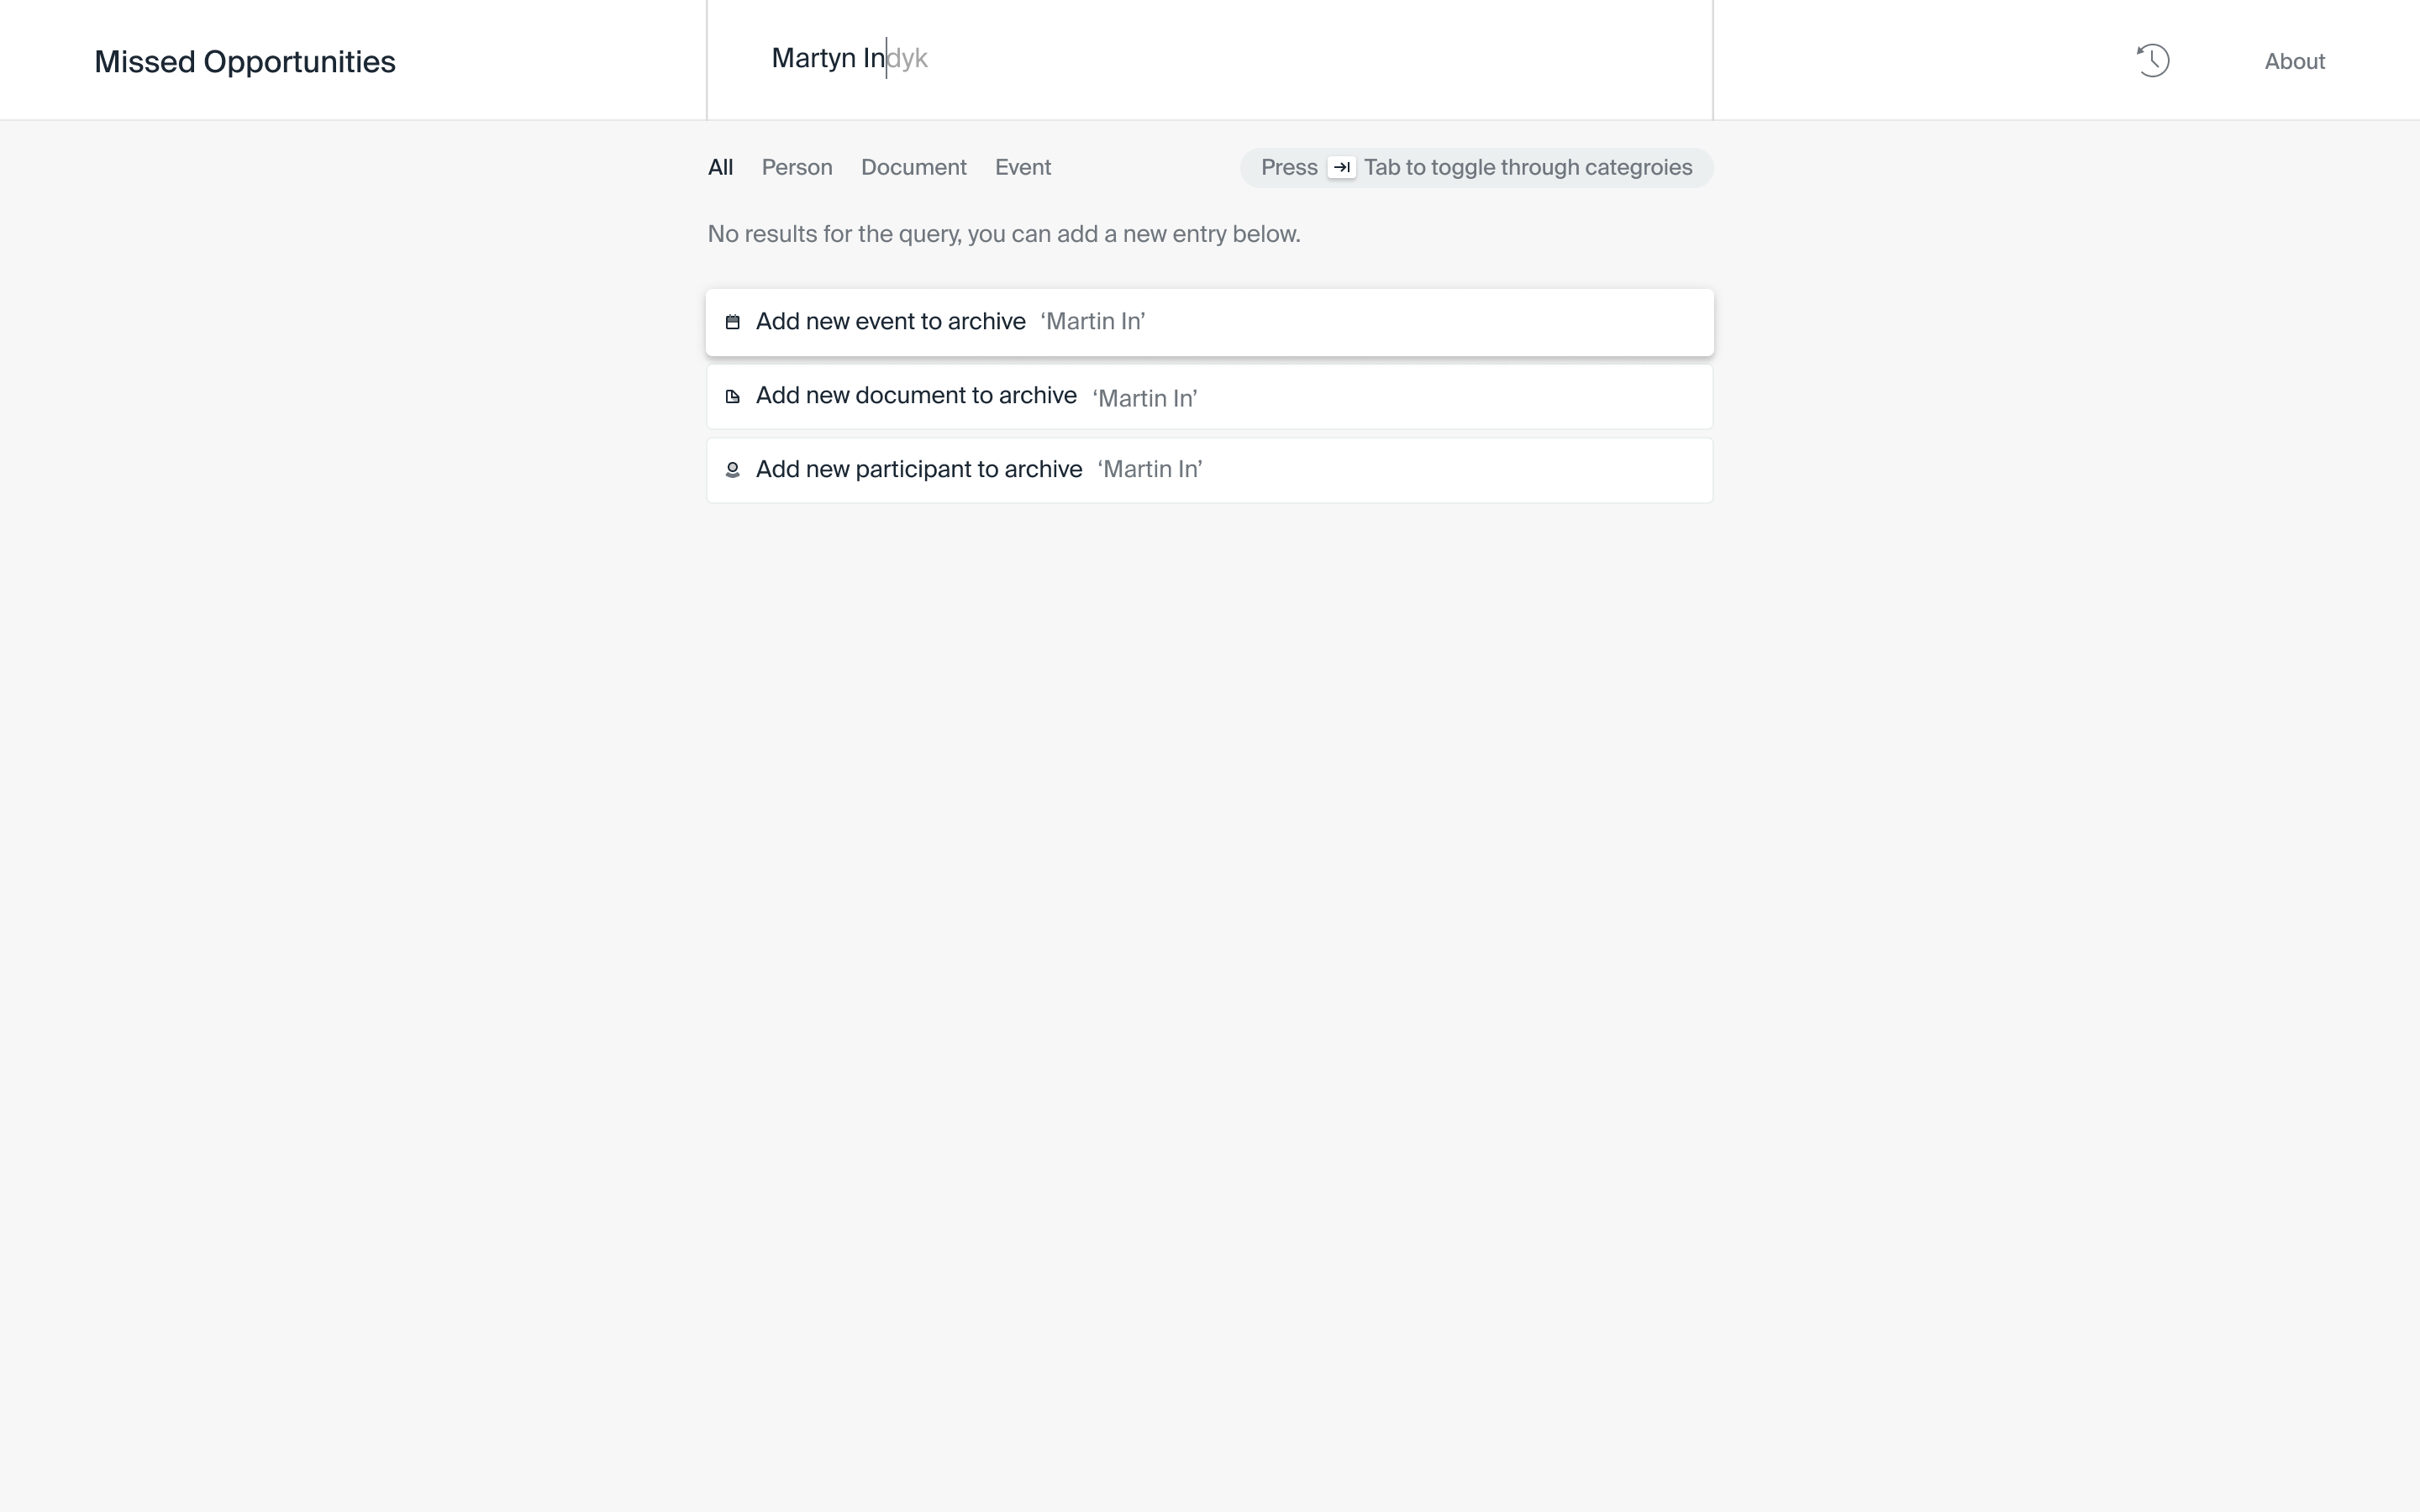 Missed Opportunities
Martyn Indyk
About
All Person Document Event
Press Tab to toggle through categroies
No results for the query, you can add a new entry below.
Add new event to archive ‘Martin In’
Add new document to archive ‘Martin In’
Add new participant to archive ‘Martin In’